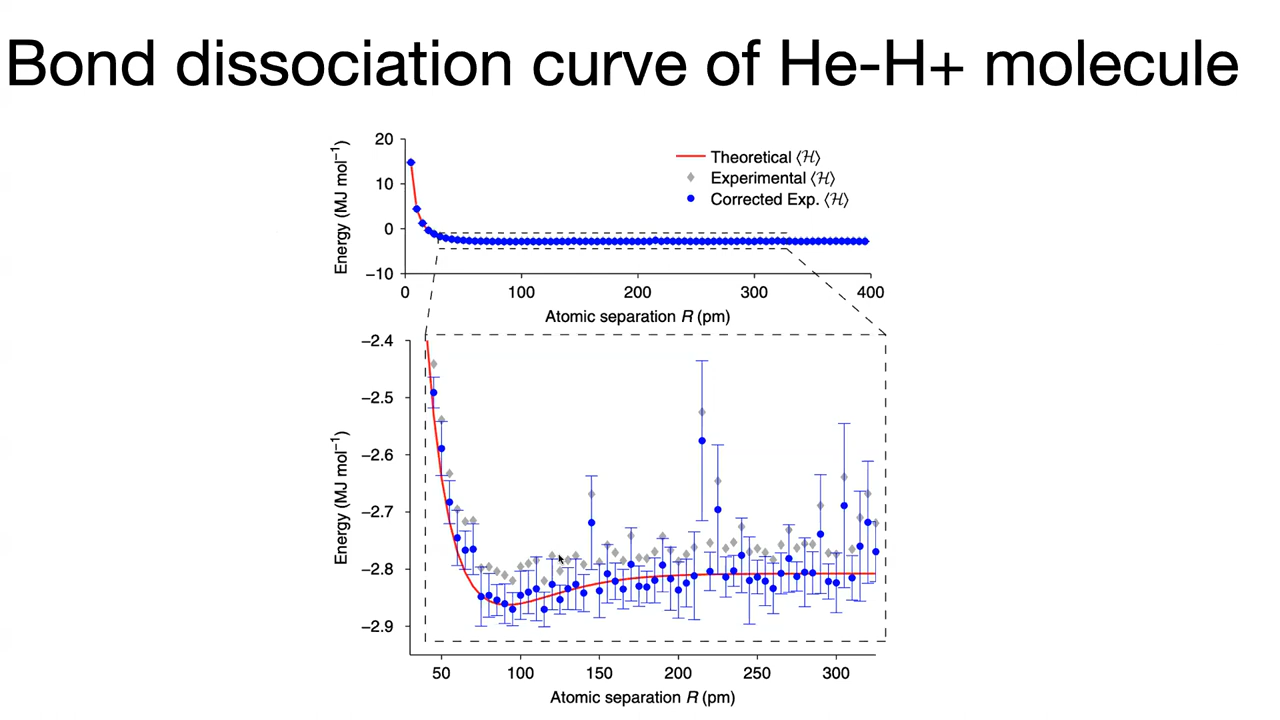 Bond dissociation curve of He-H+ molecule
20
10
0
−10
Energy (MJ mol⁻¹)
Theoretical ⟨ℋ⟩
Experimental ⟨ℋ⟩
Corrected Exp. ⟨ℋ⟩
0 100 200 300 400
Atomic separation R (pm)
−2.4
−2.5
−2.6
−2.7
−2.8
−2.9
Energy (MJ mol⁻¹)
50 100 150 200 250 300
Atomic separation R (pm)